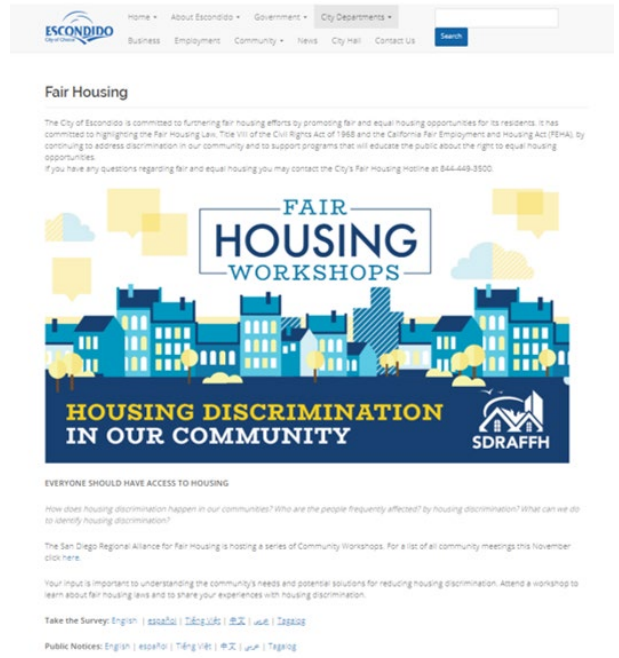 Home About Escondido Government City Departments
ESCONDIDO
City of Choice
Business Employment Community News City Hall Contact Us
Search
Fair Housing
The City of Escondido is committed to furthering fair housing efforts by promoting fair and equal housing opportunities for its residents. It has
committed to highlighting the Fair Housing Law, Title VIII of the Civil Rights Act of 1968 and the California Fair Employment and Housing Act (FEHA), by
continuing to address discrimination in our community and to support programs that will educate the public about the right to equal housing
opportunities.
If you have any questions regarding fair and equal housing you may contact the City's Fair Housing Hotline at 844-449-3500.
FAIR
HOUSING
WORKSHOPS
HOUSING DISCRIMINATION
IN OUR COMMUNITY
SDRAFFH
EVERYONE SHOULD HAVE ACCESS TO HOUSING
How does housing discrimination happen in our communities? Who are the people frequently affected? by housing discrimination? What can we do
to identify housing discrimination?
The San Diego Regional Alliance for Fair Housing is hosting a series of Community Workshops. For a list of all community meetings this November
click here.
Your input is important to understanding the community's needs and potential solutions for reducing housing discrimination. Attend a workshop to
learn about fair housing laws and to share your experiences with housing discrimination.
Take the Survey: English | español | Tiếng Việt | 中文 | عربي | Tagalog
Public Notices: English | español | Tiếng Việt | 中文 | عربي | Tagalog